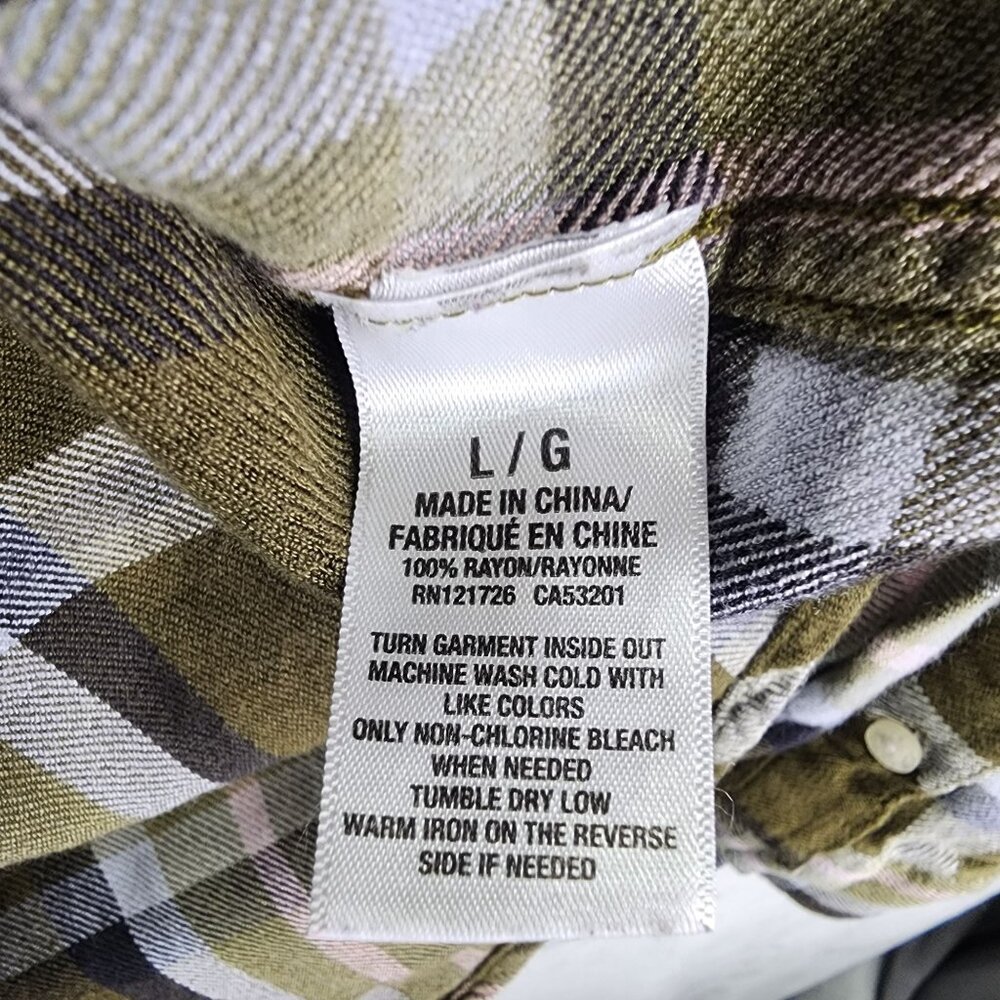 L / G
MADE IN CHINA/
FABRIQUÉ EN CHINE
100% RAYON/RAYONNE
RN121726 CA53201
TURN GARMENT INSIDE OUT
MACHINE WASH COLD WITH
LIKE COLORS
ONLY NON-CHLORINE BLEACH
WHEN NEEDED
TUMBLE DRY LOW
WARM IRON ON THE REVERSE
SIDE IF NEEDED